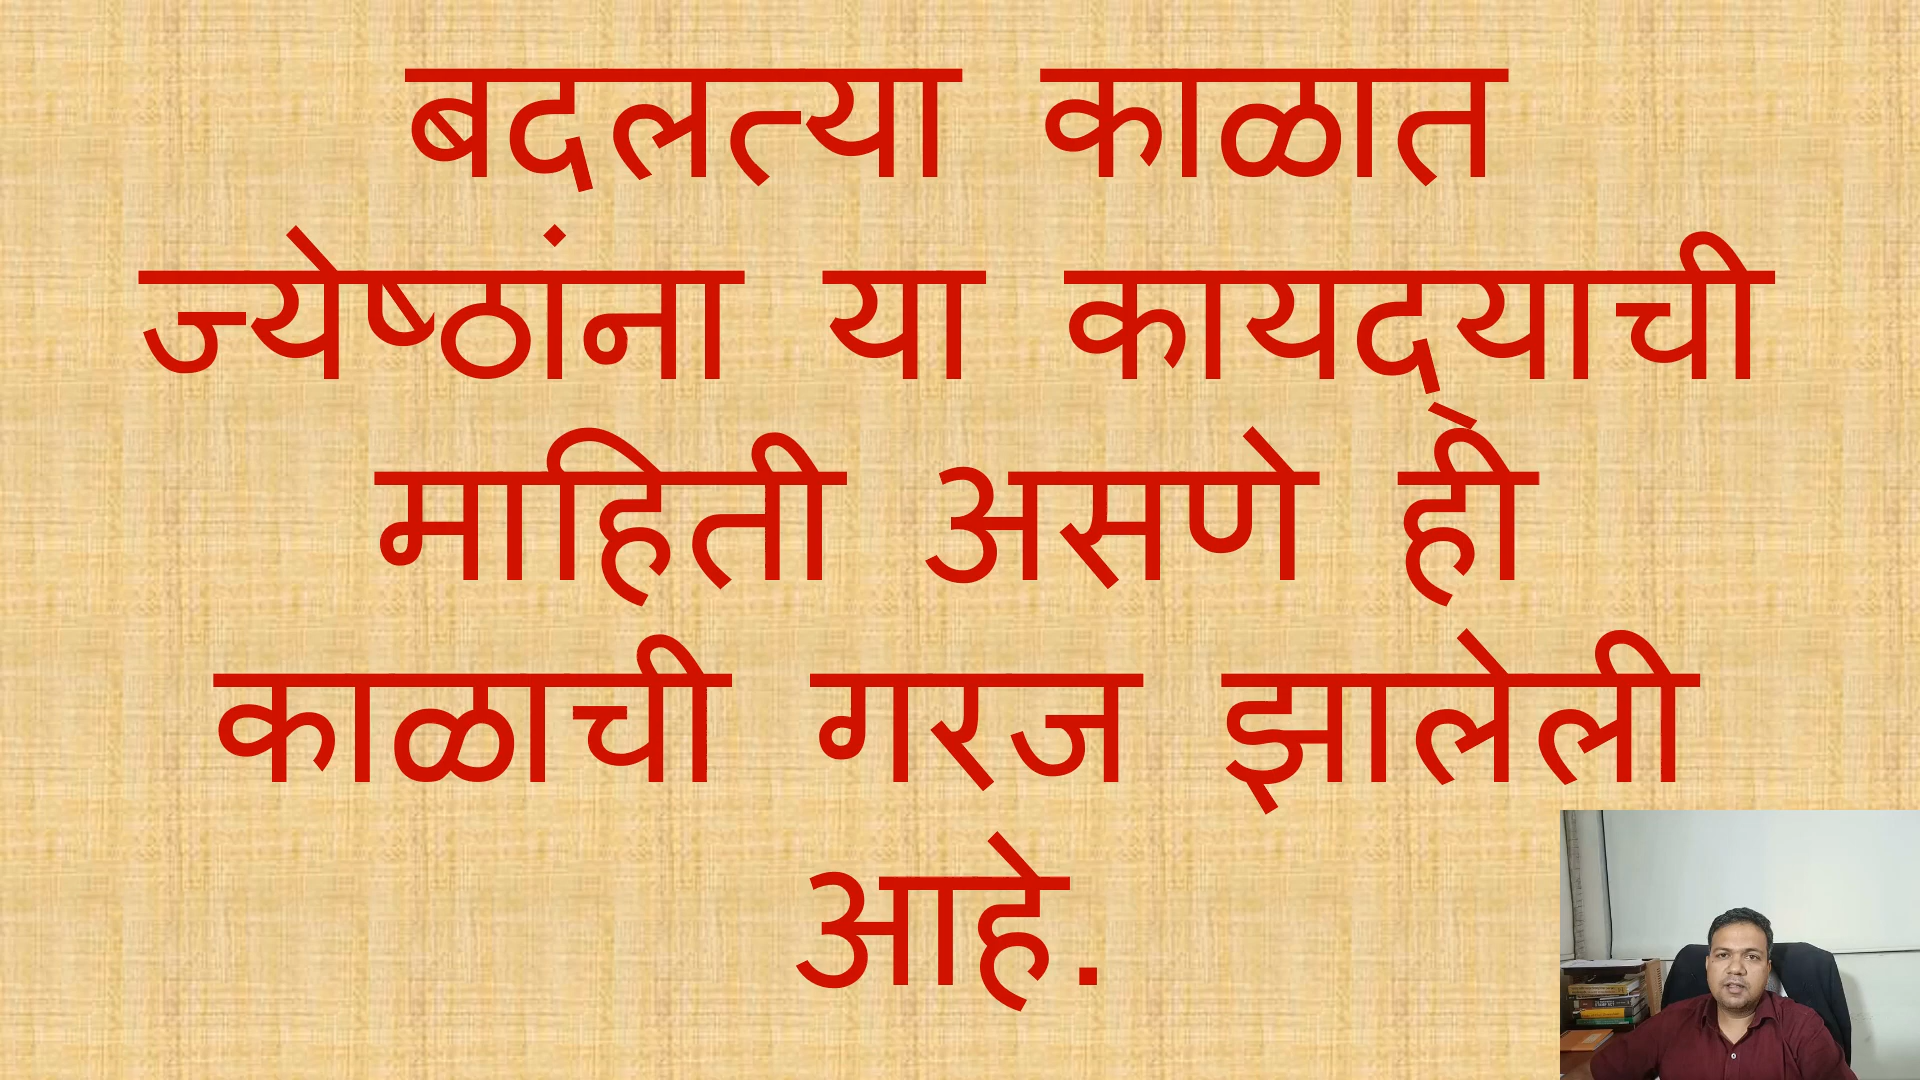 बदलत्या काळात
ज्येष्ठांना या कायद्याची
माहिती असणे ही
काळाची गरज झालेली
आहे.